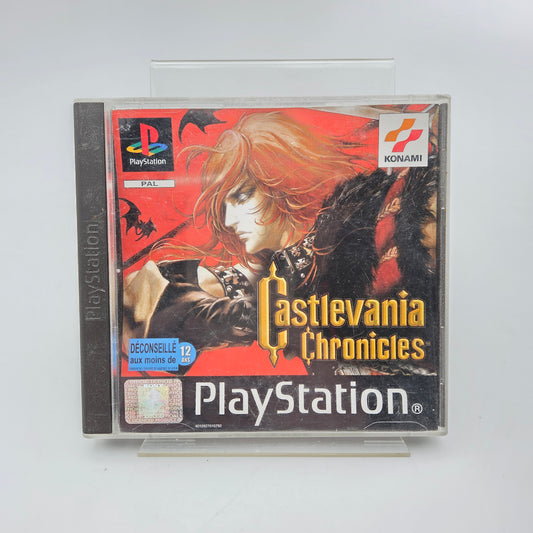 PlayStation
PlayStation
PAL
KONAMI
Castlevania
Chronicles
DÉCONSEILLÉ
aux moins de
12
ANS
PlayStation®